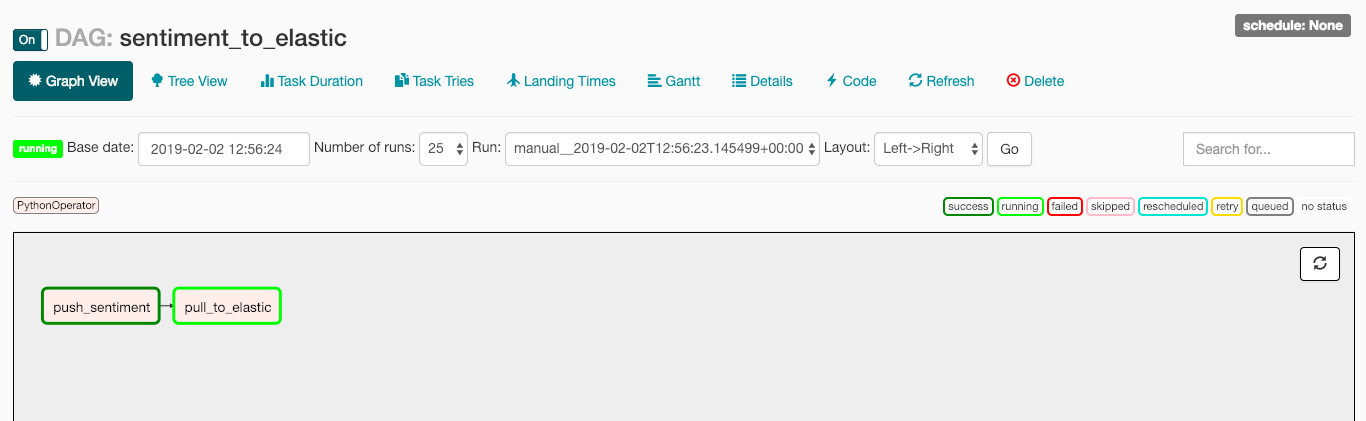 schedule: None
On DAG: sentiment_to_elastic
Graph View Tree View Task Duration Task Tries Landing Times Gantt Details Code Refresh Delete
running Base date: 2019-02-02 12:56:24 Number of runs: 25 Run: manual__2019-02-02T12:56:23.145499+00:00 Layout: Left->Right Go Search for...
PythonOperator success running failed skipped rescheduled retry queued no status
push_sentiment pull_to_elastic